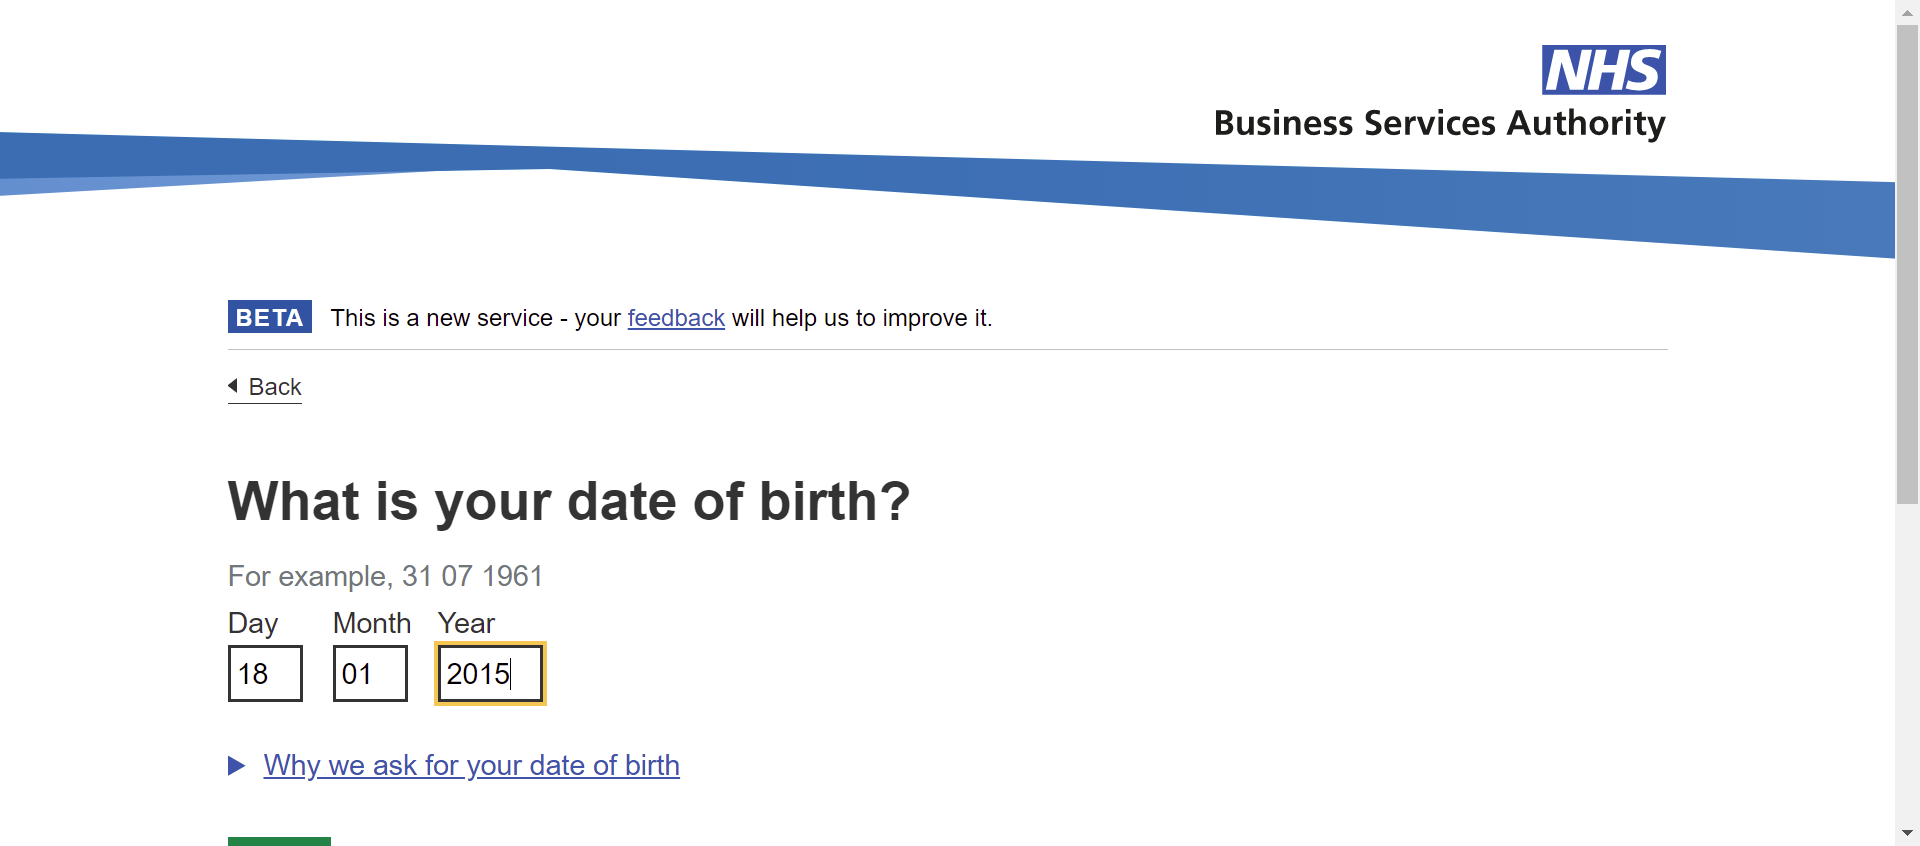 NHS
Business Services Authority
BETA This is a new service - your feedback will help us to improve it.
Back
What is your date of birth?
For example, 31 07 1961
Day Month Year
18 01 2015
Why we ask for your date of birth